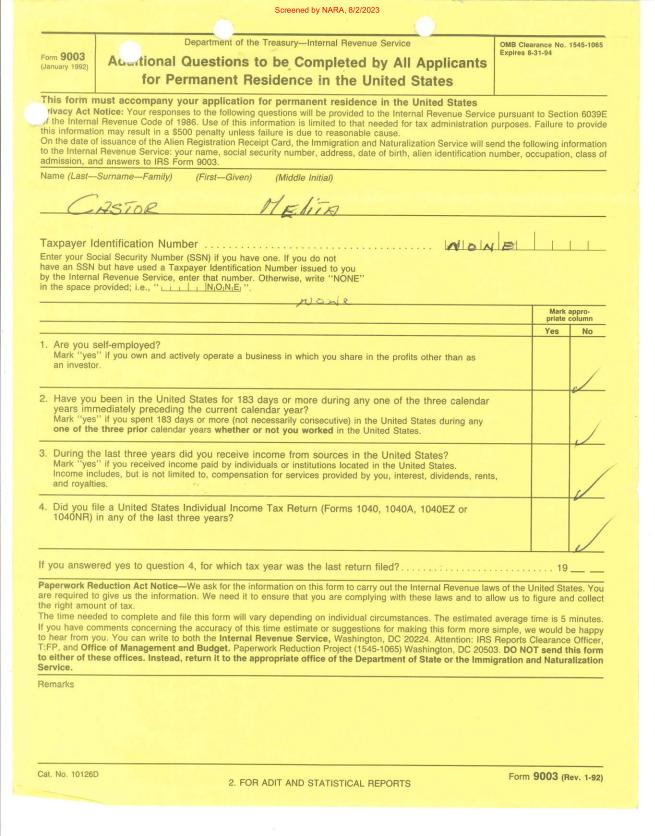 Screened by NARA, 8/2/2023
Form 9003
(January 1992)
Department of the Treasury—Internal Revenue Service
Additional Questions to be Completed by All Applicants
for Permanent Residence in the United States
OMB Clearance No. 1545-1065
Expires 8-31-94
This form must accompany your application for permanent residence in the United States
Privacy Act Notice: Your responses to the following questions will be provided to the Internal Revenue Service pursuant to Section 6039E
of the Internal Revenue Code of 1986. Use of this information is limited to that needed for tax administration purposes. Failure to provide
this information may result in a $500 penalty unless failure is due to reasonable cause.
On the date of issuance of the Alien Registration Receipt Card, the Immigration and Naturalization Service will send the following information
to the Internal Revenue Service: your name, social security number, address, date of birth, alien identification number, occupation, class of
admission, and answers to IRS Form 9003.
Name (Last—Surname—Family) (First—Given) (Middle Initial)
CASTOR
Taxpayer Identification Number ........................................ NONE
Enter your Social Security Number (SSN) if you have one. If you do not
have an SSN but have used a Taxpayer Identification Number issued to you
by the Internal Revenue Service, enter that number. Otherwise, write "NONE"
in the space provided; i.e., " | | | | |N|O|N|E| ".
none
Mark appro-
priate column
Yes No
1. Are you self-employed?
Mark "yes" if you own and actively operate a business in which you share in the profits other than as
an investor. ✓
2. Have you been in the United States for 183 days or more during any one of the three calendar
years immediately preceding the current calendar year?
Mark "yes" if you spent 183 days or more (not necessarily consecutive) in the United States during any
one of the three prior calendar years whether or not you worked in the United States. ✓
3. During the last three years did you receive income from sources in the United States?
Mark "yes" if you received income paid by individuals or institutions located in the United States.
Income includes, but is not limited to, compensation for services provided by you, interest, dividends, rents,
and royalties. ✓
4. Did you file a United States Individual Income Tax Return (Forms 1040, 1040A, 1040EZ or
1040NR) in any of the last three years? ✓
If you answered yes to question 4, for which tax year was the last return filed? ............................ 19 __ __
Paperwork Reduction Act Notice—We ask for the information on this form to carry out the Internal Revenue laws of the United States. You
are required to give us the information. We need it to ensure that you are complying with these laws and to allow us to figure and collect
the right amount of tax.
The time needed to complete and file this form will vary depending on individual circumstances. The estimated average time is 5 minutes.
If you have comments concerning the accuracy of this time estimate or suggestions for making this form more simple, we would be happy
to hear from you. You can write to both the Internal Revenue Service, Washington, DC 20224. Attention: IRS Reports Clearance Officer,
T:FP, and Office of Management and Budget. Paperwork Reduction Project (1545-1065) Washington, DC 20503. DO NOT send this form
to either of these offices. Instead, return it to the appropriate office of the Department of State or the Immigration and Naturalization
Service.
Remarks
Cat. No. 10126D
2. FOR ADIT AND STATISTICAL REPORTS
Form 9003 (Rev. 1-92)